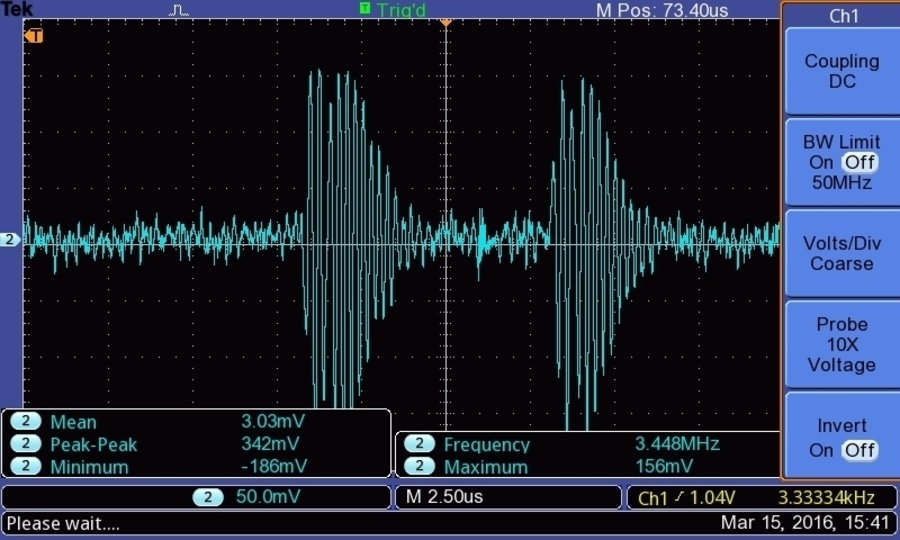 Tek Trig'd M Pos: 73.40us
T
Ch1
Coupling
DC
BW Limit
On Off
50MHz
2
Volts/Div
Coarse
Probe
10X
Voltage
Invert
On Off
2 Mean 3.03mV
2 Peak-Peak 342mV
2 Minimum -186mV
2 Frequency 3.448MHz
2 Maximum 156mV
2 50.0mV M 2.50us Ch1 1.04V 3.33334kHz
Please wait.... Mar 15, 2016, 15:41